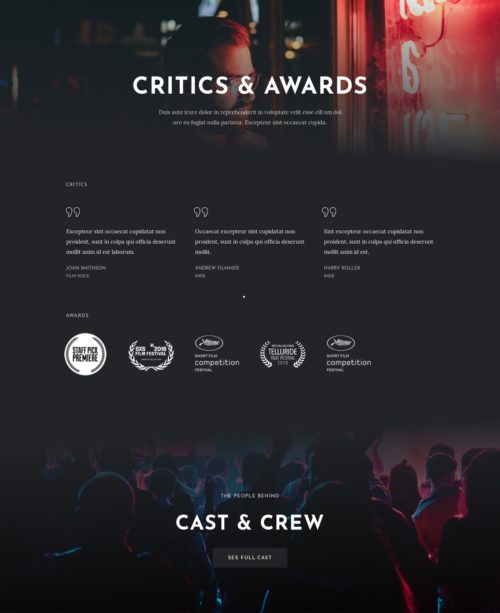 CRITICS & AWARDS
Duis aute irure dolor in reprehenderit in voluptate velit esse cill um dol
ore eu fugiat nulla pariatur. Excepteur sint occaecat cupida.
CRITICS
Excepteur sint occaecat cupidatat non
proident, sunt in culpa qui officia deserunt
mollit anim id est laborum.
JOAN SMITHSON
FILM VOICE
Occaecat excepteur sint cupidatat non
proident, sunt in culpa qui officia deserunt
mollit.
ANDREW FILMMER
IMDB
Sint excepteur occaecat cupidatat non
proident, sunt in culpa qui officia deserunt
mollit anim id est.
HARRY ROLLER
IMDB
AWARDS
STAFF PICK
PREMIERE
SXS 2018
FILM FESTIVAL
SHORT FILM
competition
FESTIVAL
OFFICIAL SELECTION
TELLURIDE
FILM FESTIVAL
2018
SHORT FILM
competition
FESTIVAL
THE PEOPLE BEHIND
CAST & CREW
SEE FULL CAST